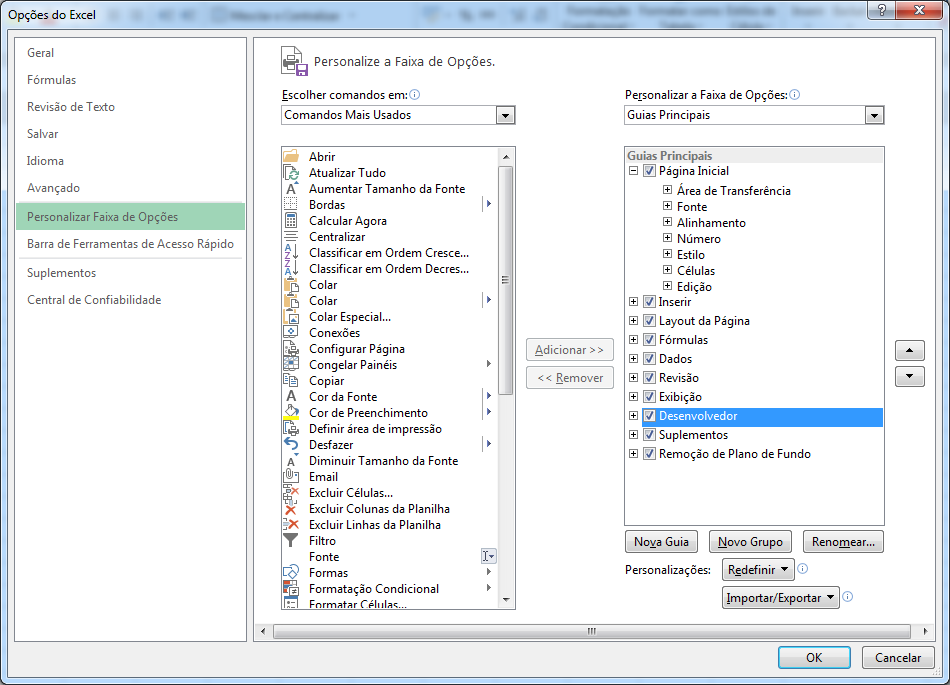 Opções do Excel
Geral
Fórmulas
Revisão de Texto
Salvar
Idioma
Avançado
Personalizar Faixa de Opções
Barra de Ferramentas de Acesso Rápido
Suplementos
Central de Confiabilidade
Personalize a Faixa de Opções.
Escolher comandos em:
Comandos Mais Usados
Abrir
Atualizar Tudo
Aumentar Tamanho da Fonte
Bordas
Calcular Agora
Centralizar
Classificar em Ordem Cresce...
Classificar em Ordem Decres...
Colar
Colar
Colar Especial...
Conexões
Configurar Página
Congelar Painéis
Copiar
Cor da Fonte
Cor de Preenchimento
Definir área de impressão
Desfazer
Diminuir Tamanho da Fonte
Email
Excluir Células...
Excluir Colunas da Planilha
Excluir Linhas da Planilha
Filtro
Fonte
Formas
Formatação Condicional
Formatar Células...
Adicionar >>
<< Remover
Personalizar a Faixa de Opções:
Guias Principais
Guias Principais
Página Inicial
Área de Transferência
Fonte
Alinhamento
Número
Estilo
Células
Edição
Inserir
Layout da Página
Fórmulas
Dados
Revisão
Exibição
Desenvolvedor
Suplementos
Remoção de Plano de Fundo
Nova Guia
Novo Grupo
Renomear...
Personalizações:
Redefinir
Importar/Exportar
OK
Cancelar